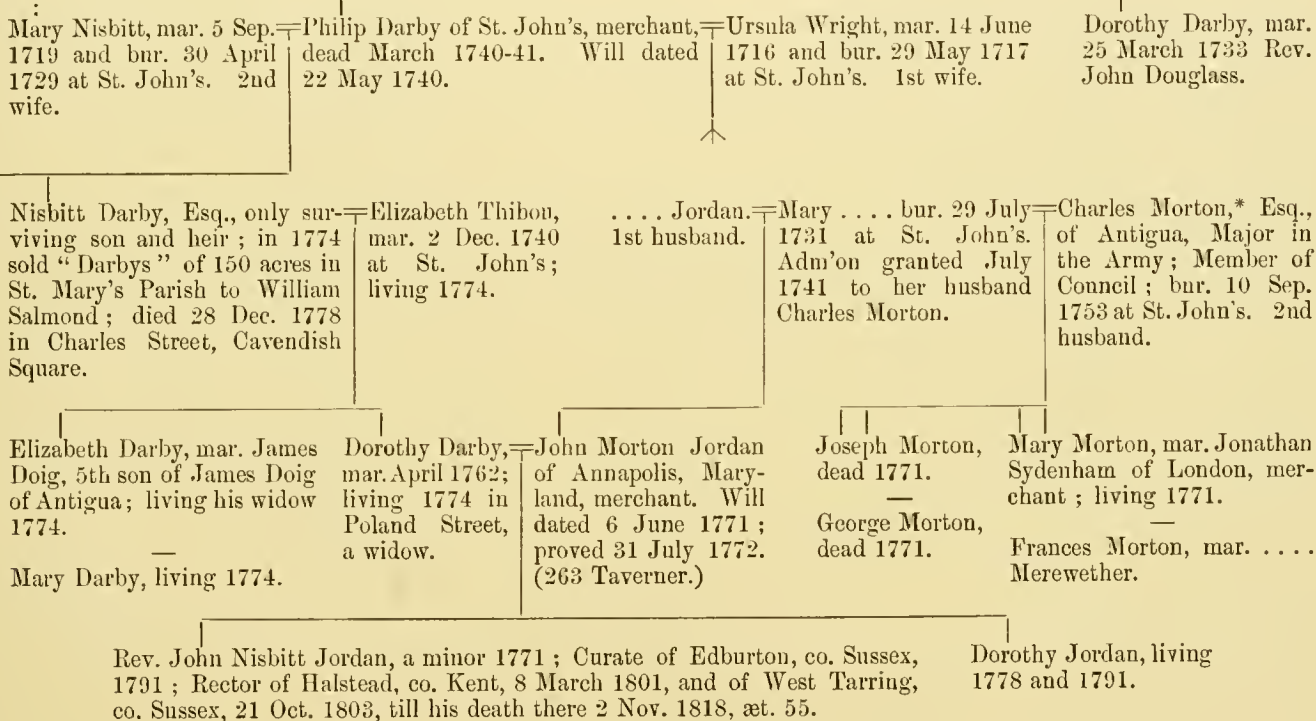 Mary Nisbitt, mar. 5 Sep.
1719 and bur. 30 April
1729 at St. John's. 2nd
wife.
Philip Darby of St. John's, merchant,
dead March 1740-41. Will dated
22 May 1740.
Ursula Wright, mar. 14 June
1716 and bur. 29 May 1717
at St. John's. 1st wife.
Dorothy Darby, mar.
25 March 1733 Rev.
John Douglass.
Nisbitt Darby, Esq., only sur-
viving son and heir ; in 1774
sold "Darbys" of 150 acres in
St. Mary's Parish to William
Salmond ; died 28 Dec. 1778
in Charles Street, Cavendish
Square.
Elizabeth Thibou,
mar. 2 Dec. 1740
at St. John's ;
living 1774.
. . . . Jordan.
1st husband.
Mary . . . . bur. 29 July
1731 at St. John's.
Adm'on granted July
1741 to her husband
Charles Morton.
Charles Morton,* Esq.,
of Antigua, Major in
the Army ; Member of
Council ; bur. 10 Sep.
1753 at St. John's. 2nd
husband.
Elizabeth Darby, mar. James
Doig, 5th son of James Doig
of Antigua ; living his widow
1774.
—
Mary Darby, living 1774.
Dorothy Darby,
mar. April 1762 ;
living 1774 in
Poland Street,
a widow.
John Morton Jordan
of Annapolis, Mary-
land, merchant. Will
dated 6 June 1771 ;
proved 31 July 1772.
(263 Taverner.)
Joseph Morton,
dead 1771.
—
George Morton,
dead 1771.
Mary Morton, mar. Jonathan
Sydenham of London, mer-
chant ; living 1771.
—
Frances Morton, mar. . . . .
Merewether.
Rev. John Nisbitt Jordan, a minor 1771 ; Curate of Edburton, co. Sussex,
1791 ; Rector of Halstead, co. Kent, 8 March 1801, and of West Tarring,
co. Sussex, 21 Oct. 1803, till his death there 2 Nov. 1818, æt. 55.
Dorothy Jordan, living
1778 and 1791.